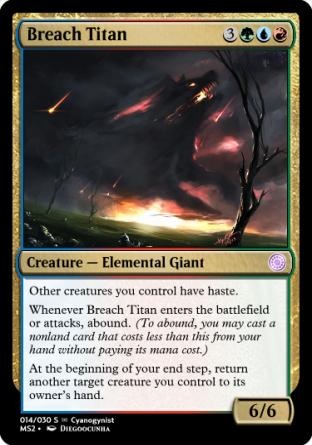 Breach Titan 3
Creature — Elemental Giant
Other creatures you control have haste.
Whenever Breach Titan enters the battlefield
or attacks, abound. (To abound, you may cast a
nonland card that costs less than this from your
hand without paying its mana cost.)
At the beginning of your end step, return
another target creature you control to its
owner's hand.
6/6
014/030 S ™ Cyanogynist
MS2 • DIEGOOCUNHA